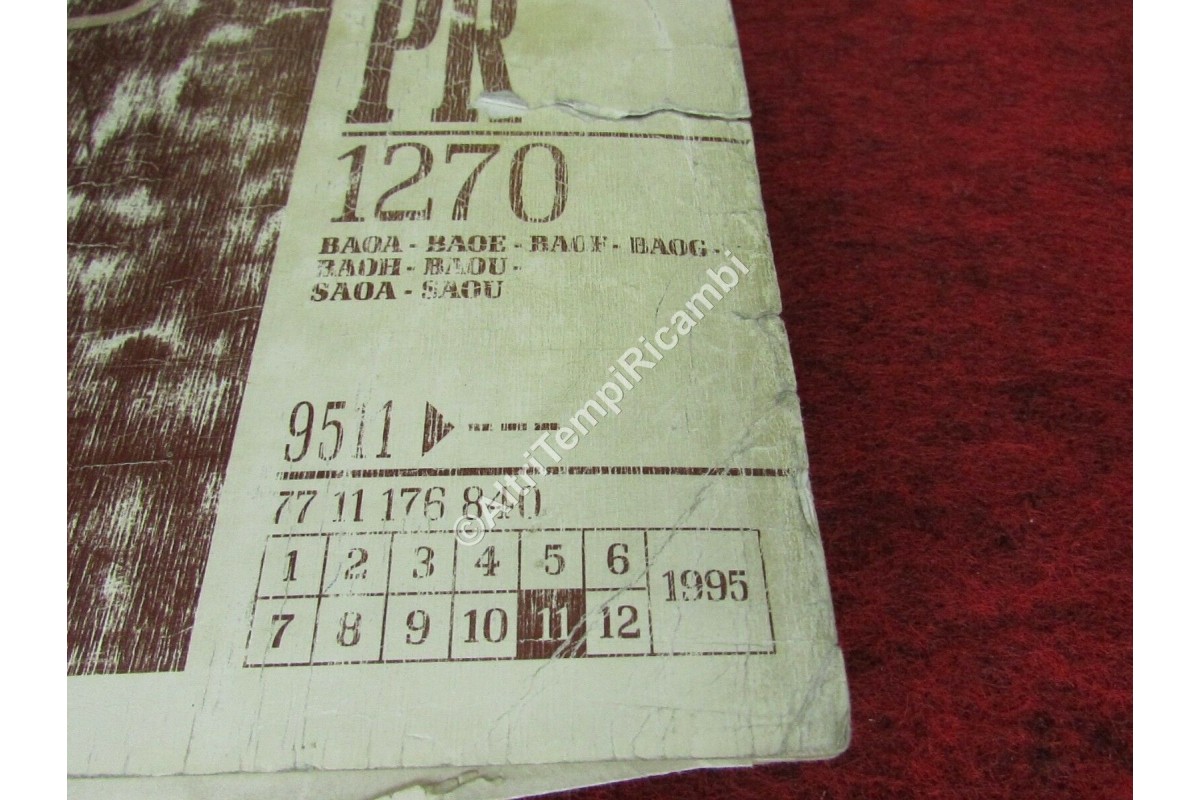 PR
1270
BAOA - BAOE - BAOF - BAOG -
BAOH - BAOU -
SAOA - SAOU
9511
77 11 176 840
1 2 3 4 5 6
7 8 9 10 11 12
1995
©AltriTempiRicambi